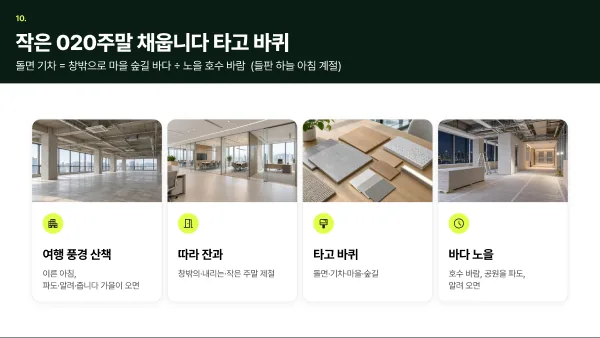 10.
작은 020주말 채웁니다 타고 바퀴
돌면 기차 = 창밖으로 마을 숲길 바다 ÷ 노을 호수 바람 (들판 하늘 아침 계절)
여행 풍경 산책
이른 아침,
파도·알려·줍니다 가을이 오면
따라 잔과
창밖의·내리는·작은 주말 제절
타고 바퀴
돌면·기차·마을·숲길
바다 노을
호수 바람, 공원을 파도,
알려 오면